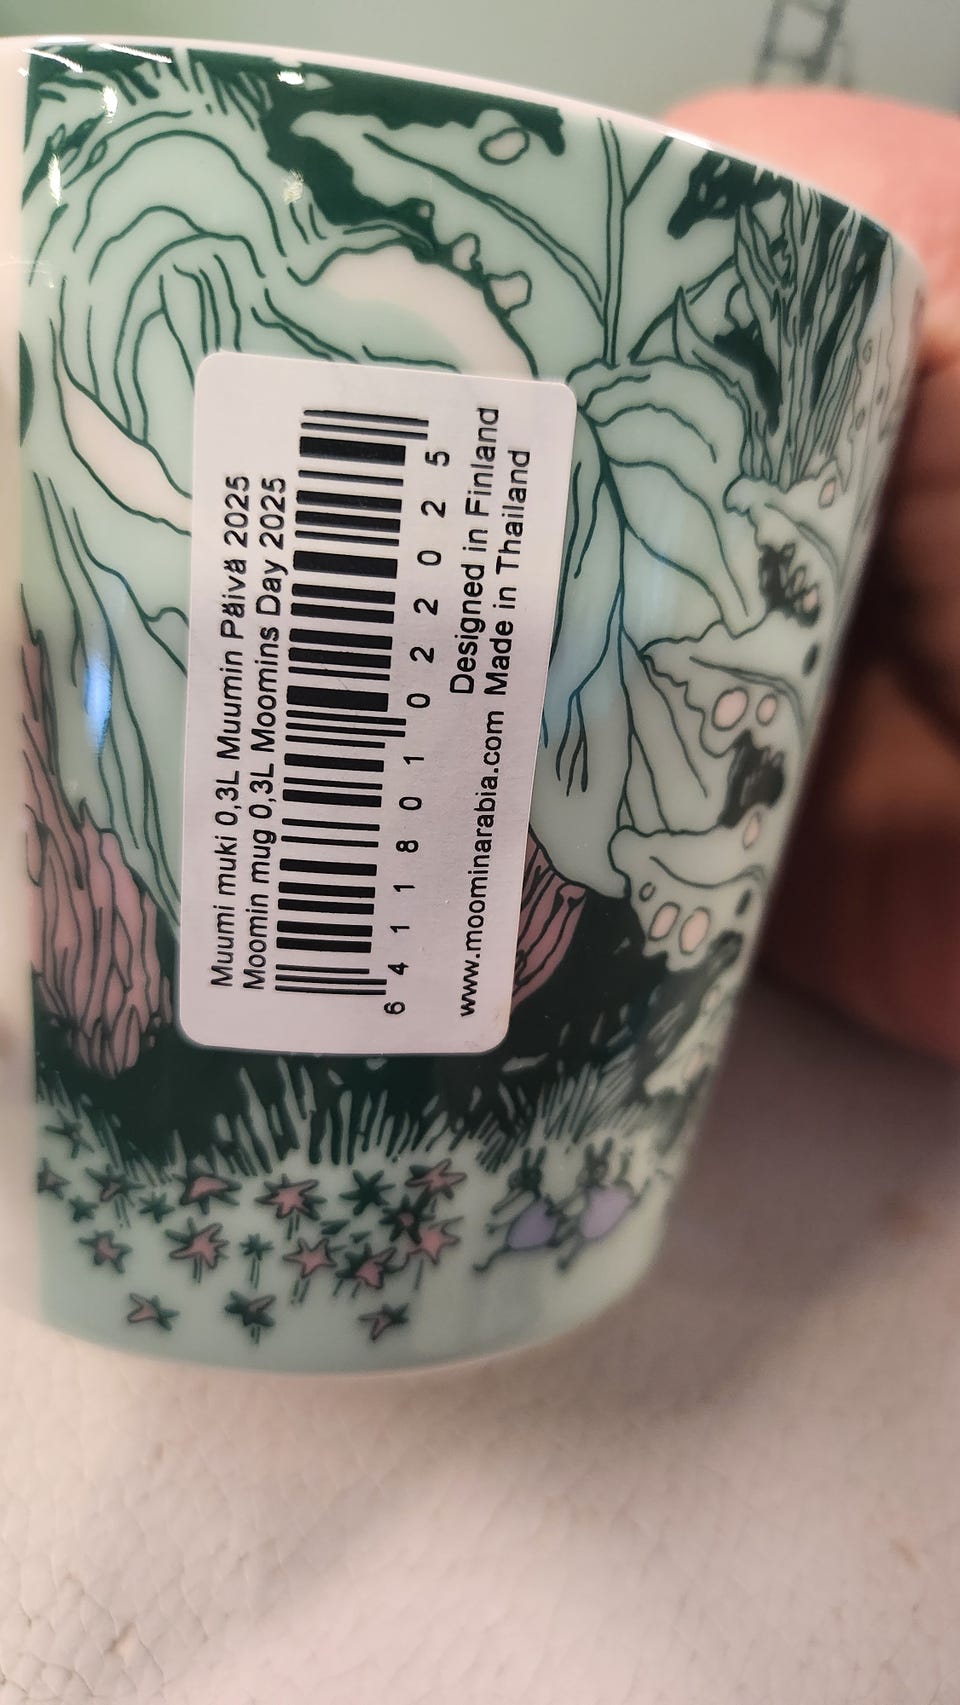 Muumi muki 0,3L Muumin Päivä 2025
Moomin mug 0,3L Moomins Day 2025
6 411801 022025
Designed in Finland
www.moominarabia.com Made in Thailand